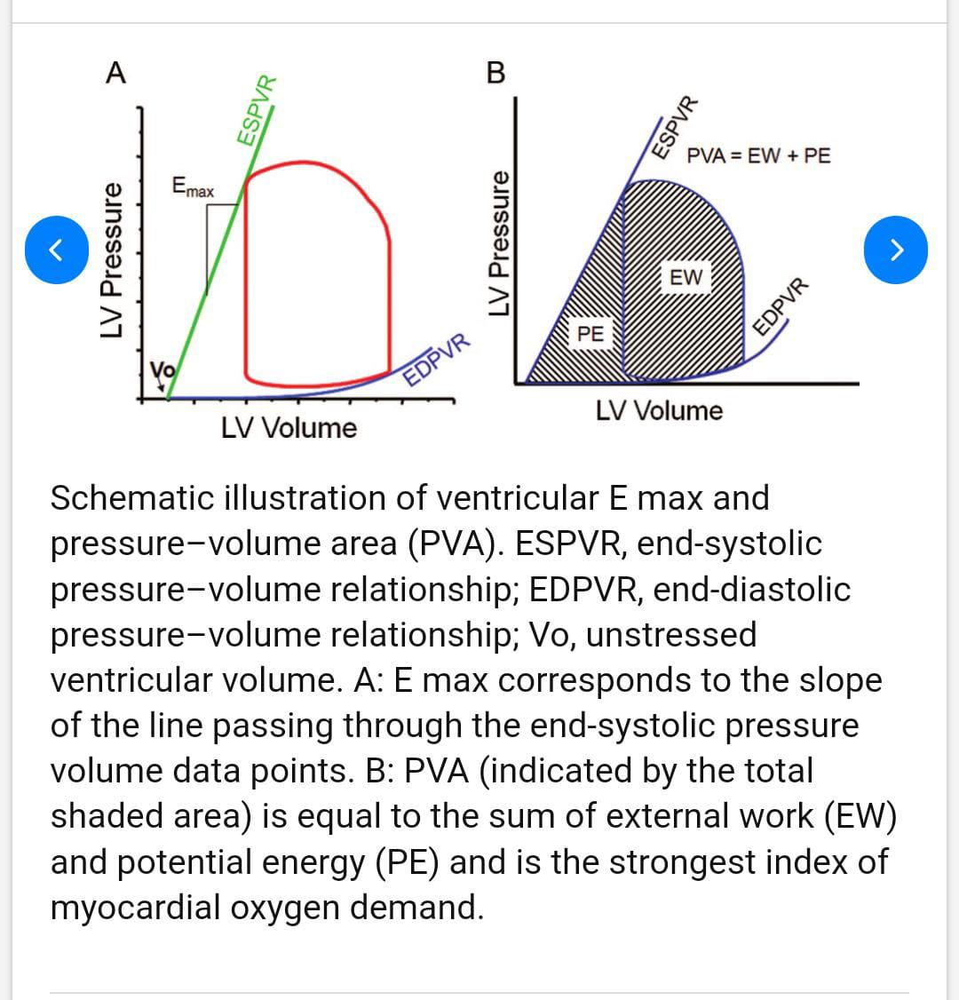 A
ESPVR
Emax
LV Pressure
Vo
EDPVR
LV Volume
B
ESPVR
PVA = EW + PE
LV Pressure
EW
PE
EDPVR
LV Volume
Schematic illustration of ventricular E max and
pressure–volume area (PVA). ESPVR, end-systolic
pressure–volume relationship; EDPVR, end-diastolic
pressure–volume relationship; Vo, unstressed
ventricular volume. A: E max corresponds to the slope
of the line passing through the end-systolic pressure
volume data points. B: PVA (indicated by the total
shaded area) is equal to the sum of external work (EW)
and potential energy (PE) and is the strongest index of
myocardial oxygen demand.